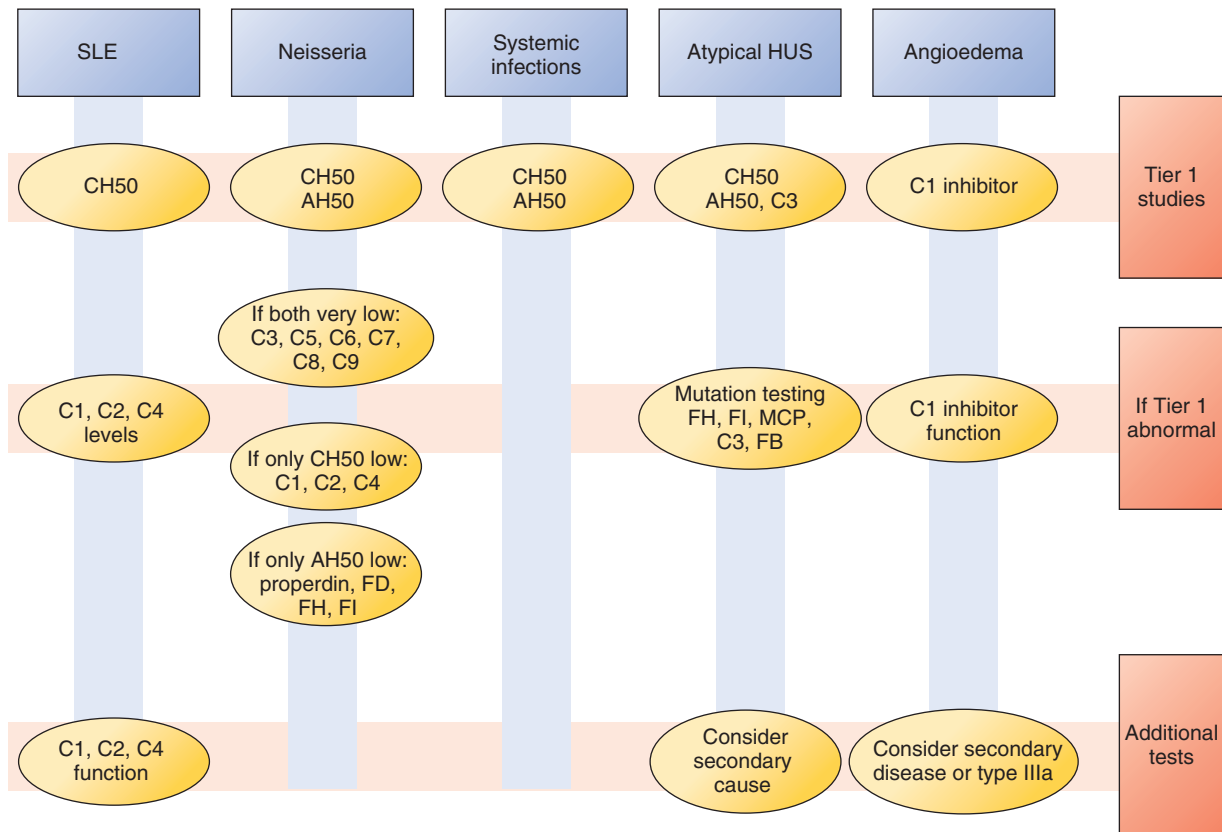 SLE
Neisseria
Systemic
infections
Atypical HUS
Angioedema
CH50
CH50
AH50
CH50
AH50
CH50
AH50, C3
C1 inhibitor
Tier 1
studies
If both very low:
C3, C5, C6, C7,
C8, C9
C1, C2, C4
levels
If only CH50 low:
C1, C2, C4
If only AH50 low:
properdin, FD,
FH, FI
Mutation testing
FH, FI, MCP,
C3, FB
C1 inhibitor
function
If Tier 1
abnormal
C1, C2, C4
function
Consider
secondary
cause
Consider secondary
disease or type IIIa
Additional
tests